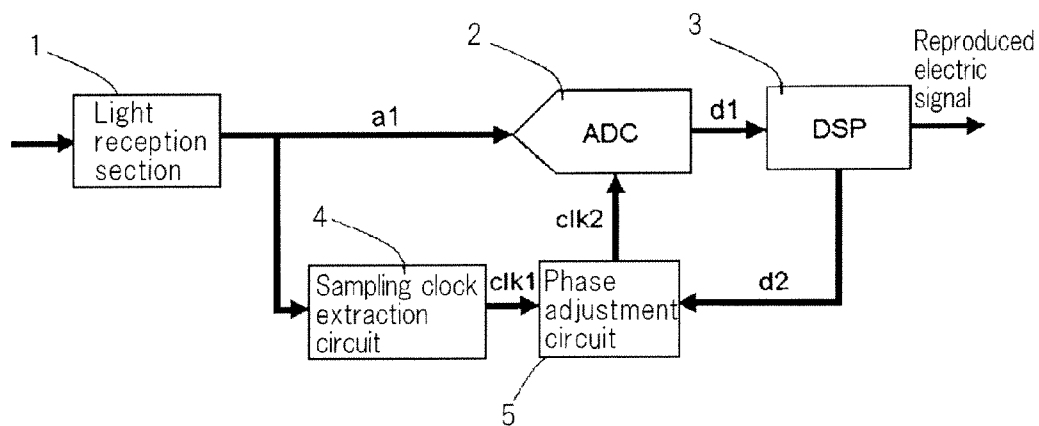 1
2
3
Reproduced
electric
signal
Light
reception
section
a1
ADC
d1
DSP
clk2
4
Sampling clock
extraction
circuit
clk1
Phase
adjustment
circuit
d2
5